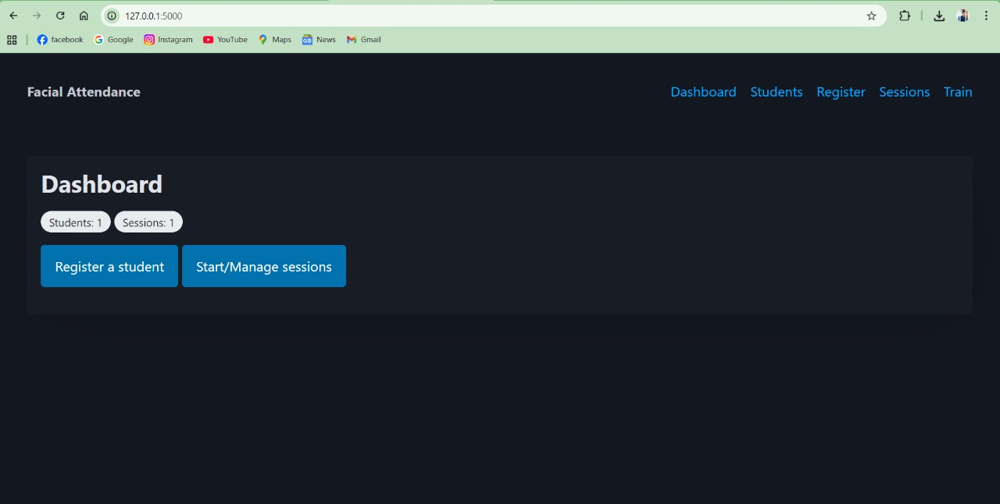 127.0.0.1:5000
facebook Google Instagram YouTube Maps News Gmail
Facial Attendance Dashboard Students Register Sessions Train
Dashboard
Students: 1 Sessions: 1
Register a student Start/Manage sessions